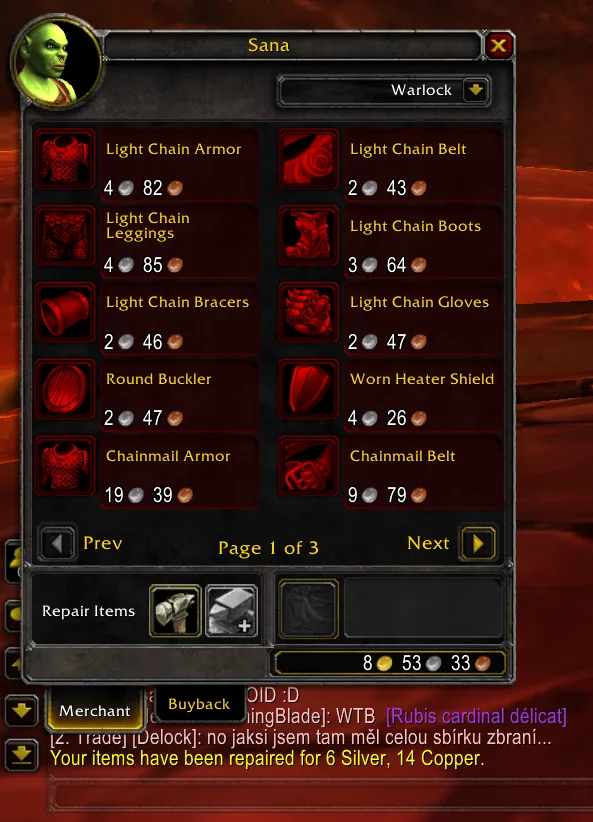 Sana
Warlock
Light Chain Armor
4 82
Light Chain Belt
2 43
Light Chain
Leggings
4 85
Light Chain Boots
3 64
Light Chain Bracers
2 46
Light Chain Gloves
2 47
Round Buckler
2 47
Worn Heater Shield
4 26
Chainmail Armor
19 39
Chainmail Belt
9 79
Prev
Page 1 of 3
Next
Repair Items
8 53 33
Merchant
Buyback
:D
WTB [Rubis cardinal délicat]
[2. Trade] [Delock]: no jaksi jsem tam měl celou sbírku zbraní...
Your items have been repaired for 6 Silver, 14 Copper.